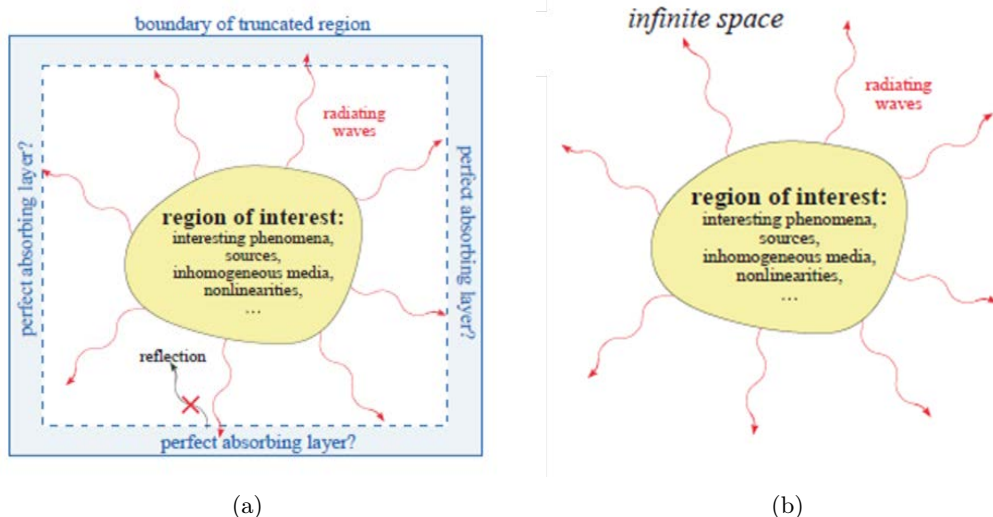 boundary of truncated region
radiating
waves
perfect absorbing layer?
perfect absorbing layer?
region of interest:
interesting phenomena,
sources,
inhomogeneous media,
nonlinearities,
...
reflection
perfect absorbing layer?
(a)
infinite space
radiating
waves
region of interest:
interesting phenomena,
sources,
inhomogeneous media,
nonlinearities,
...
(b)